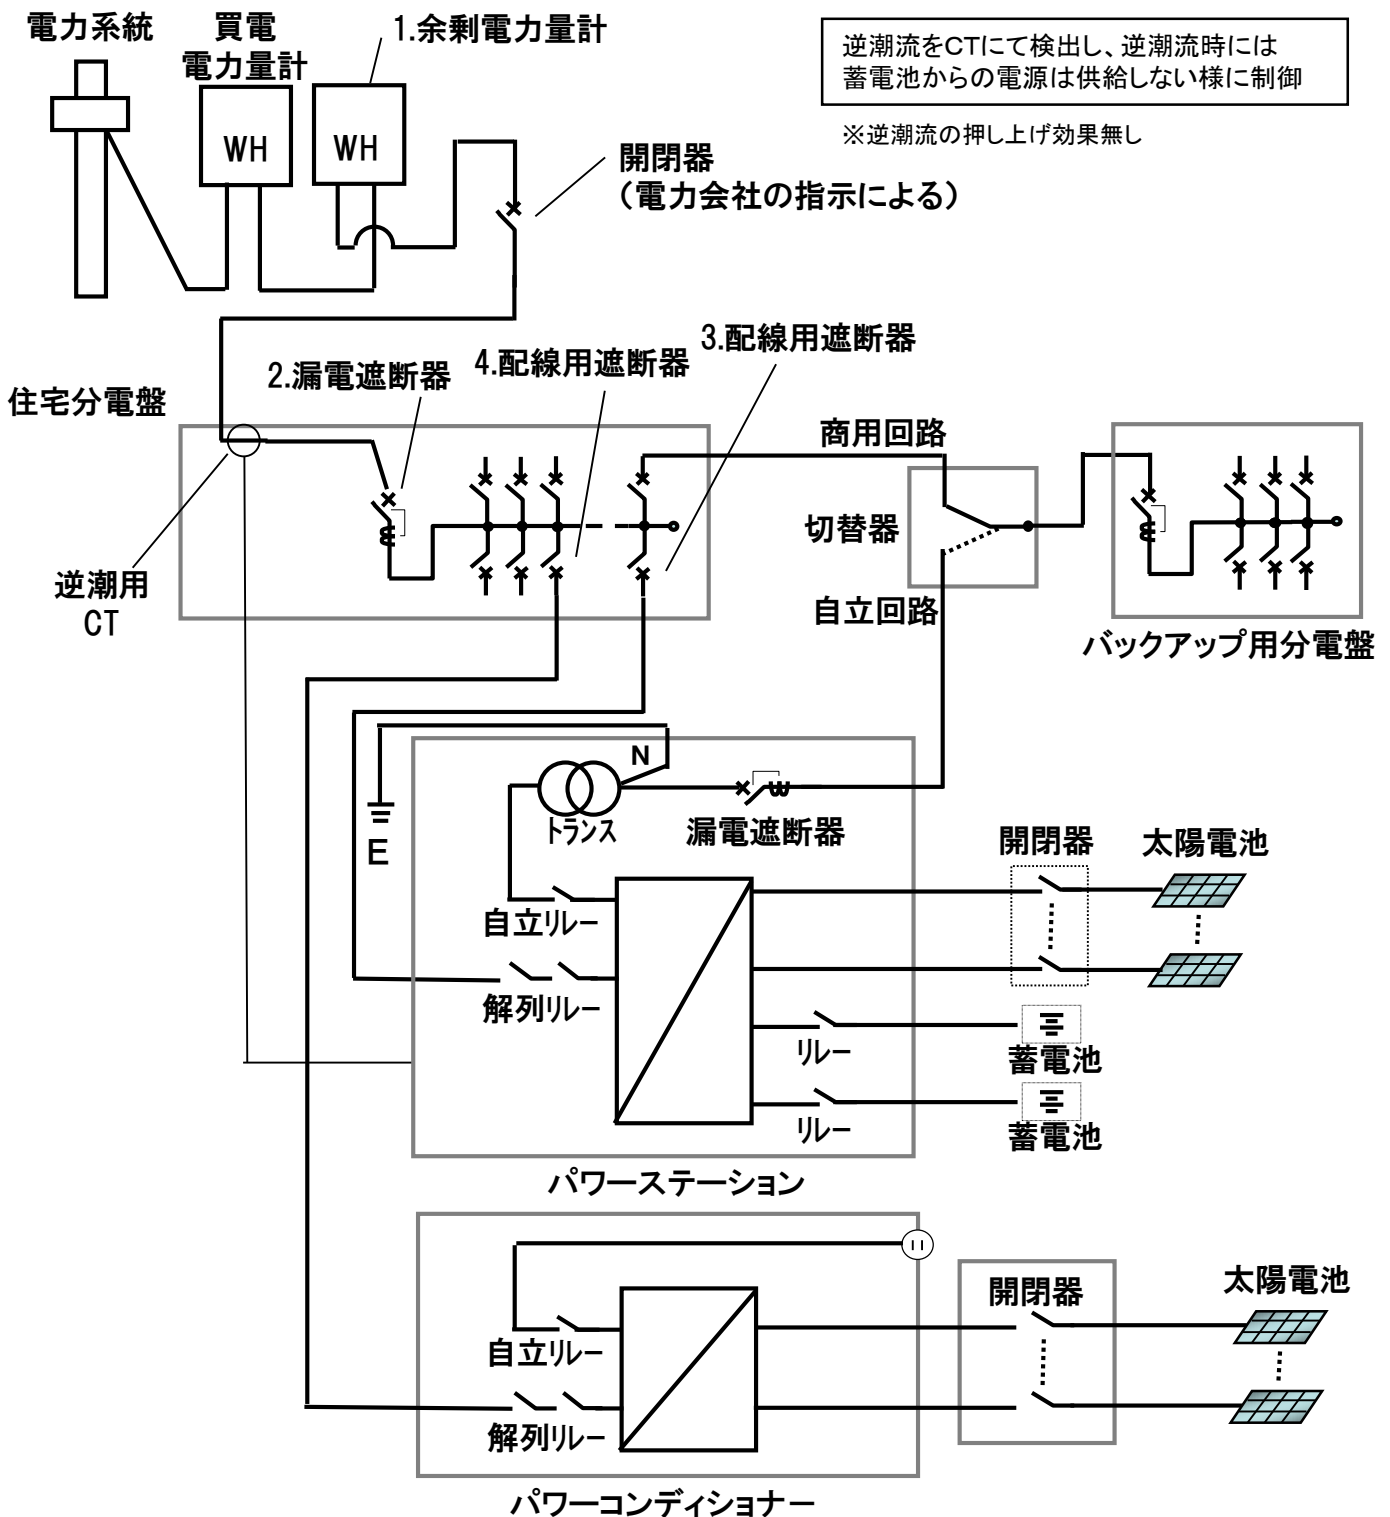 電力系統
買電
電力量計
1.余剰電力量計
逆潮流をCTにて検出し、逆潮流時には
蓄電池からの電源は供給しない様に制御
※逆潮流の押し上げ効果無し
WH
WH
開閉器
(電力会社の指示による)
住宅分電盤
2.漏電遮断器
4.配線用遮断器
3.配線用遮断器
商用回路
切替器
自立回路
逆潮用
CT
バックアップ用分電盤
N
E
トランス
漏電遮断器
開閉器
太陽電池
自立リレー
解列リレー
リレー
蓄電池
リレー
蓄電池
パワーステーション
開閉器
太陽電池
自立リレー
解列リレー
パワーコンディショナー